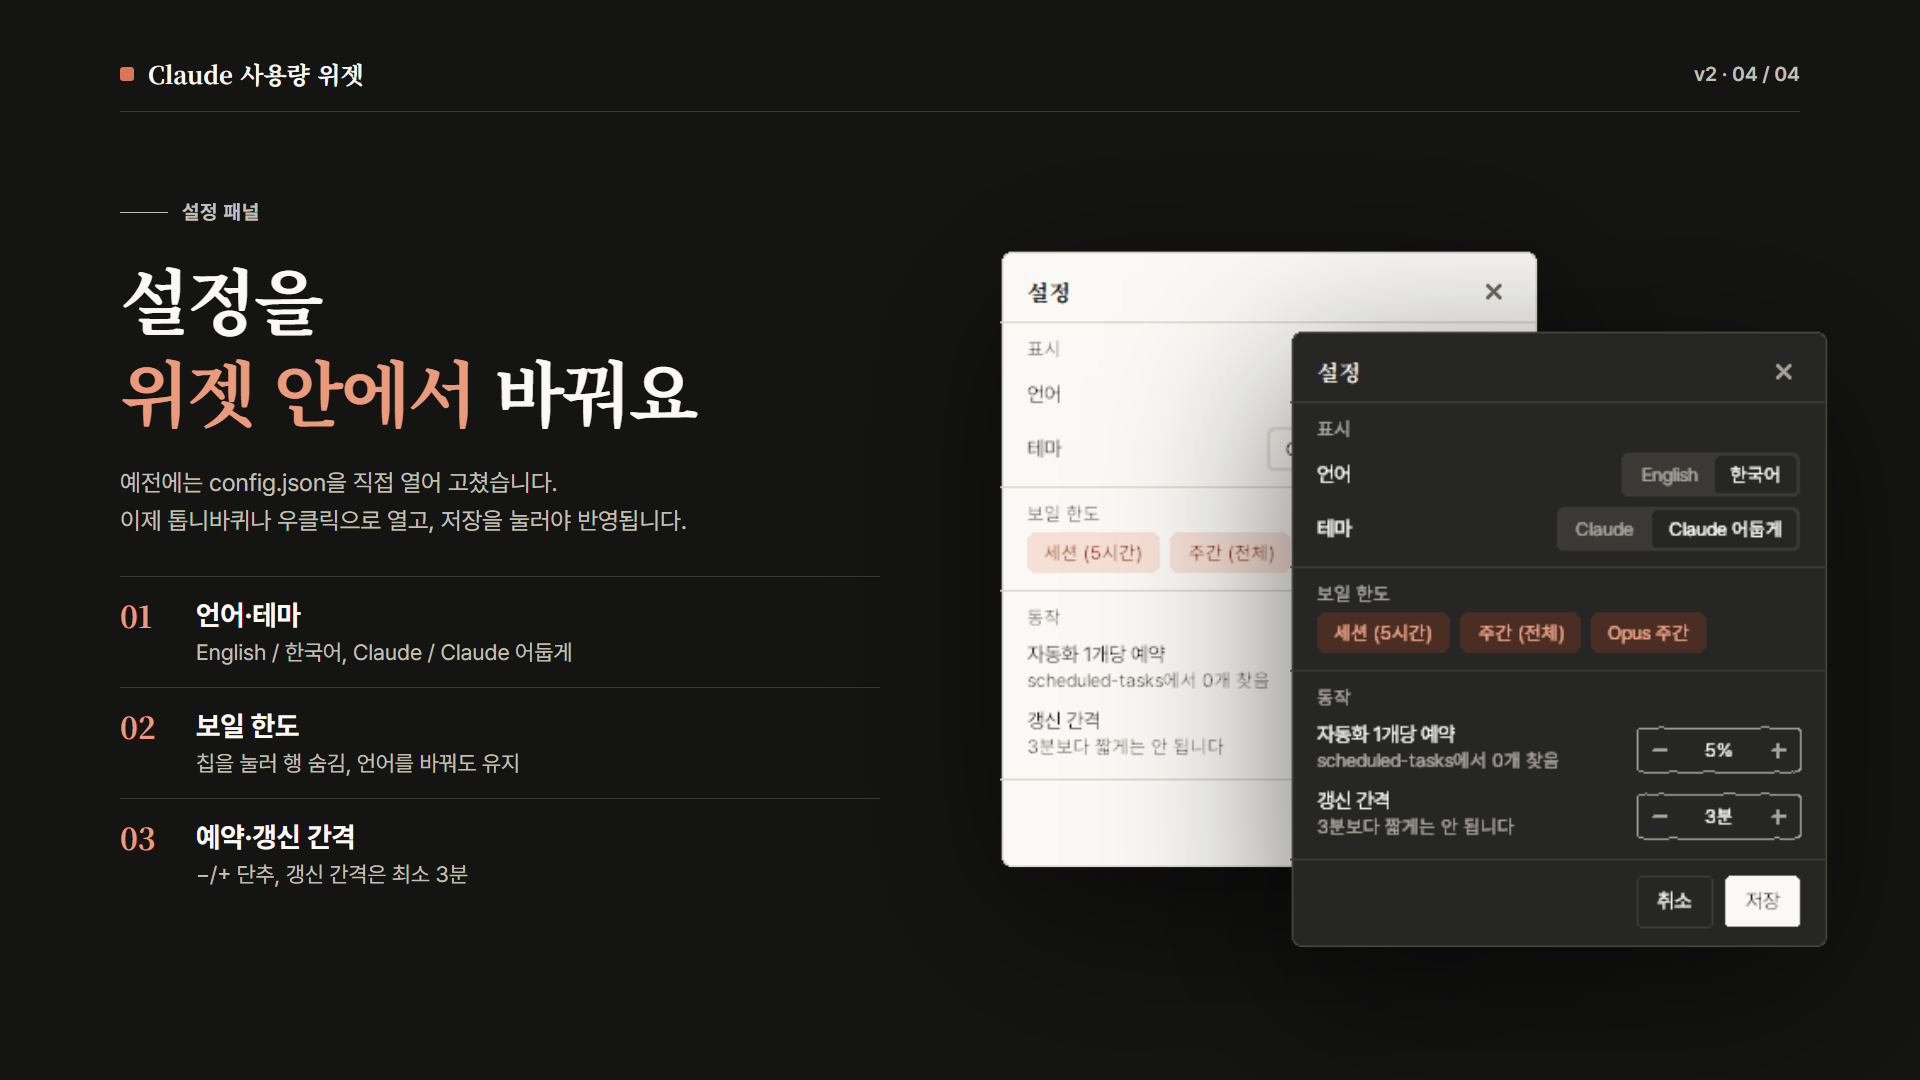 Claude 사용량 위젯
v2 · 04 / 04
설정 패널
설정을
위젯 안에서 바꿔요
예전에는 config.json을 직접 열어 고쳤습니다.
이제 톱니바퀴나 우클릭으로 열고, 저장을 눌러야 반영됩니다.
01 언어·테마
English / 한국어, Claude / Claude 어둡게
02 보일 한도
칩을 눌러 행 숨김, 언어를 바꿔도 유지
03 예약·갱신 간격
−/+ 단추, 갱신 간격은 최소 3분
설정 ✕
표시
언어
테마
보일 한도
세션 (5시간) 주간 (전체)
동작
자동화 1개당 예약
scheduled-tasks에서 0개 찾음
갱신 간격
3분보다 짧게는 안 됩니다
설정 ✕
표시
언어 English 한국어
테마 Claude Claude 어둡게
보일 한도
세션 (5시간) 주간 (전체) Opus 주간
동작
자동화 1개당 예약
scheduled-tasks에서 0개 찾음
− 5% +
갱신 간격
3분보다 짧게는 안 됩니다
− 3분 +
취소 저장